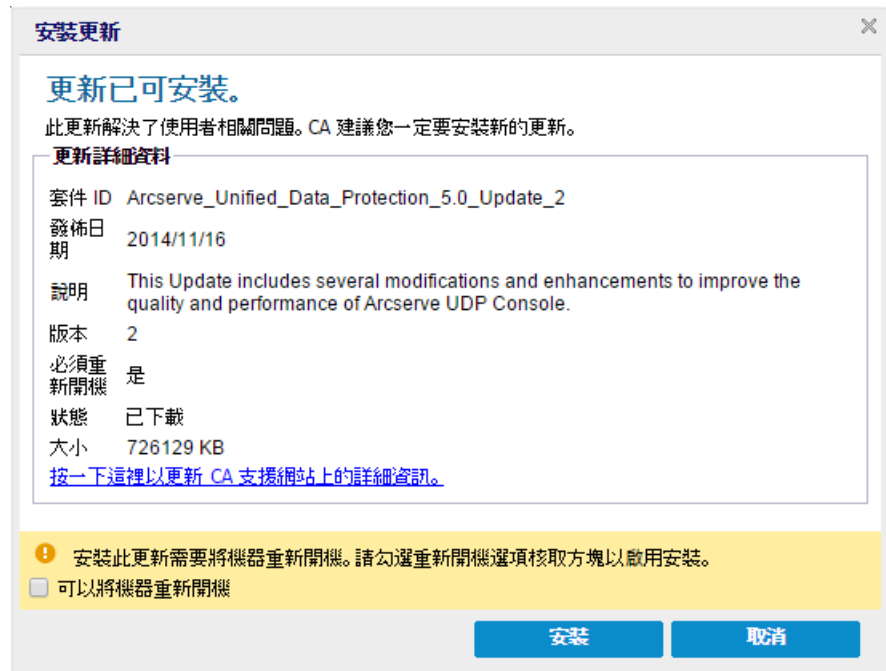 安裝更新
更新已可安裝。
此更新解決了使用者相關問題。CA 建議您一定要安裝新的更新。
更新詳細資料
套件 ID Arcserve_Unified_Data_Protection_5.0_Update_2
發佈日
期 2014/11/16
說明 This Update includes several modifications and enhancements to improve the
quality and performance of Arcserve UDP Console.
版本 2
必須重
新開機 是
狀態 已下載
大小 726129 KB
按一下這裡以更新 CA 支援網站上的詳細資訊。
安裝此更新需要將機器重新開機。請勾選重新開機選項核取方塊以啟用安裝。
可以將機器重新開機
安裝 取消